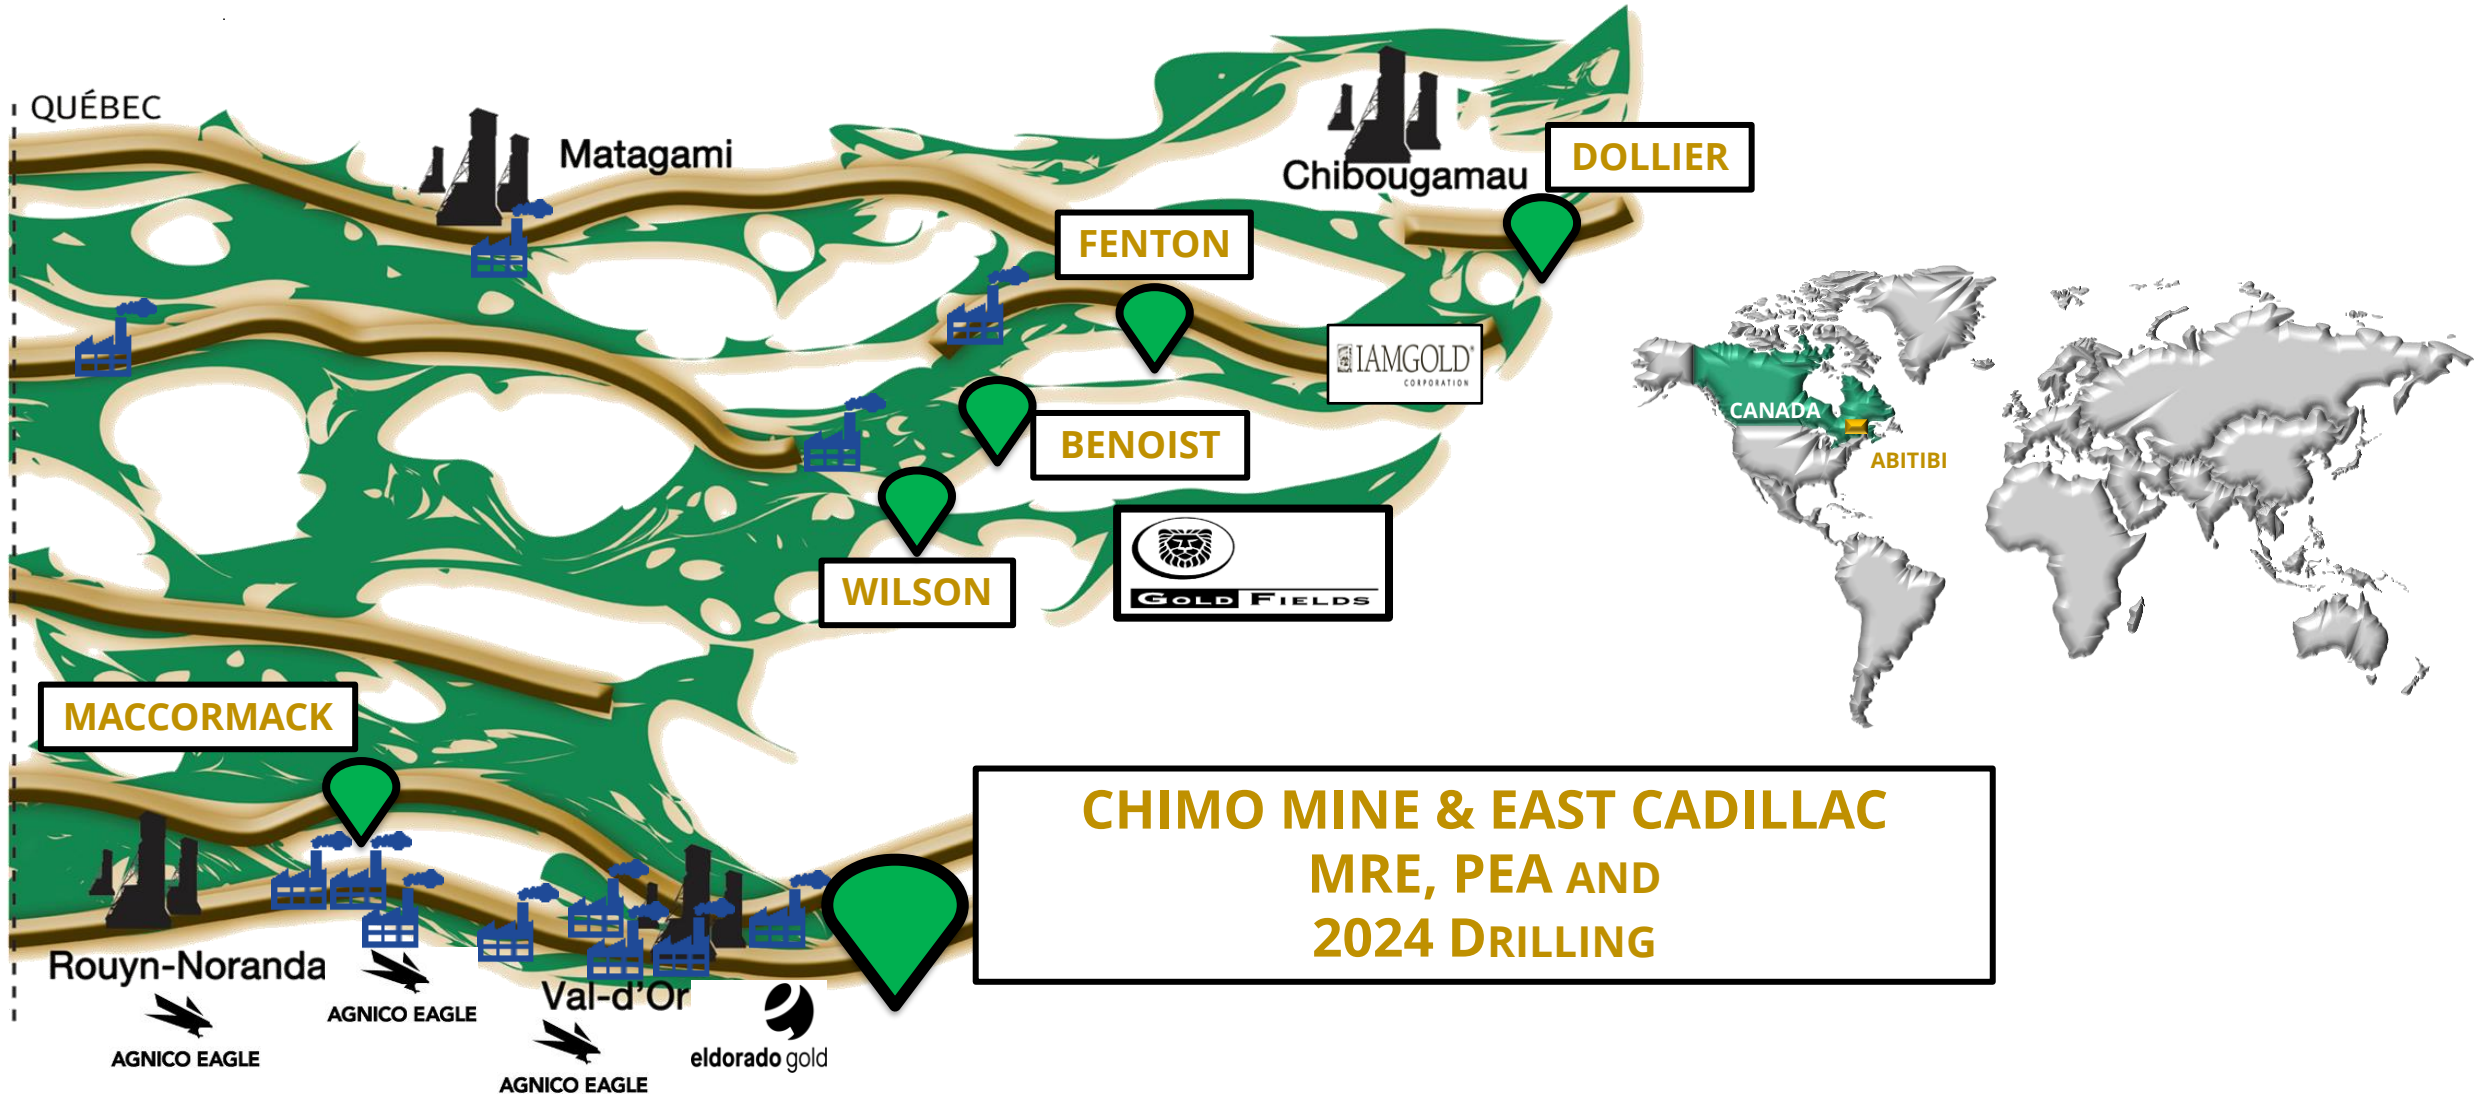 QUÉBEC
Matagami
Chibougamau
DOLLIER
FENTON
IAMGOLD®
CORPORATION
BENOIST
CANADA
ABITIBI
WILSON
GOLD FIELDS
MACCORMACK
CHIMO MINE & EAST CADILLAC
MRE, PEA AND
2024 DRILLING
Rouyn-Noranda
AGNICO EAGLE
AGNICO EAGLE
Val-d'Or
AGNICO EAGLE
eldorado gold